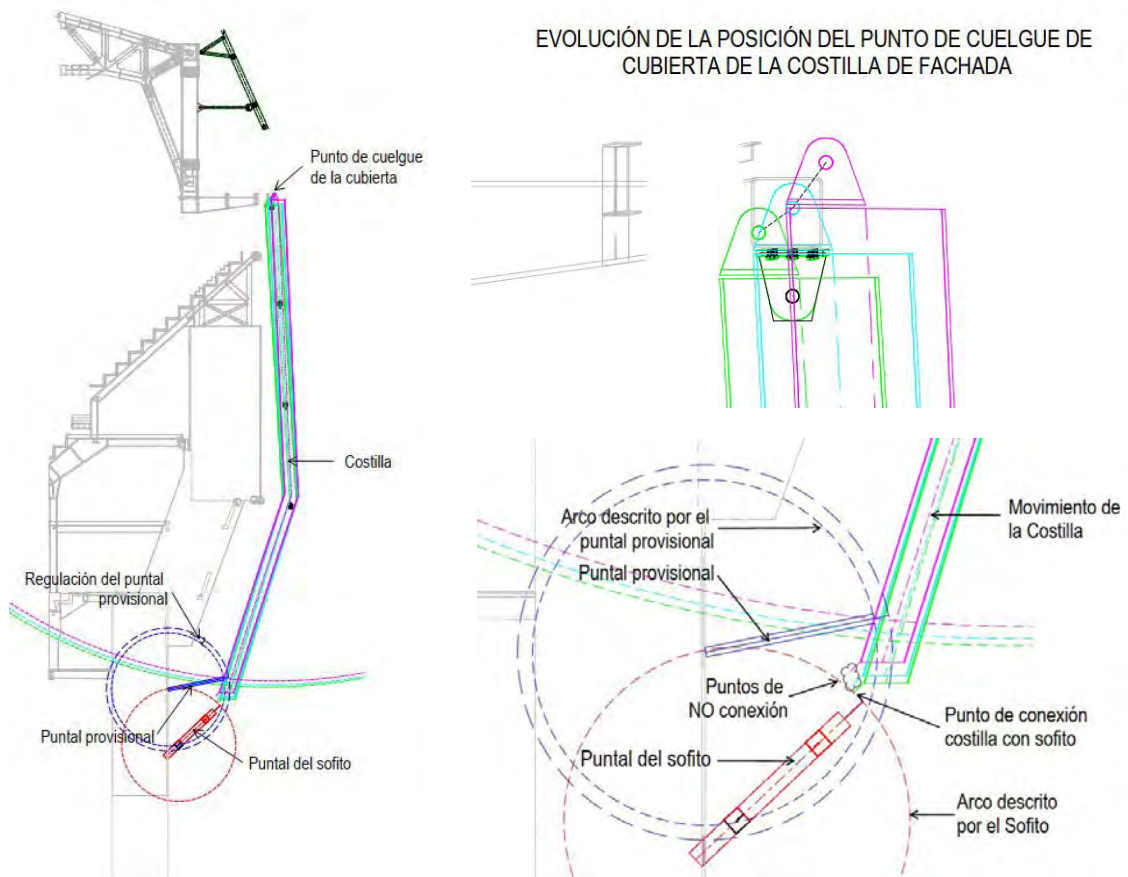 EVOLUCIÓN DE LA POSICIÓN DEL PUNTO DE CUELGUE DE
CUBIERTA DE LA COSTILLA DE FACHADA
Punto de cuelgue
de la cubierta
Costilla
Regulación del puntal
provisional
Puntal provisional
Puntal del sofito
Arco descrito por el
puntal provisional
Puntal provisional
Movimiento de
la Costilla
Puntos de
NO conexión
Punto de conexión
costilla con sofito
Puntal del sofito
Arco descrito
por el Sofito